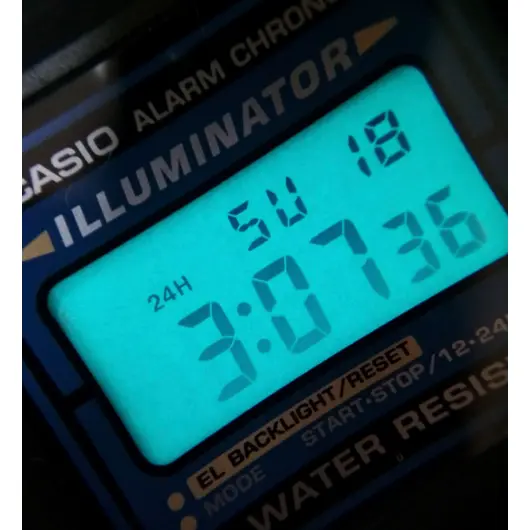 CASIO ALARM CHRONO
ILLUMINATOR
SU 18
24H
3:07 36
EL BACKLIGHT/RESET
MODE START·STOP/12·24H
WATER RESIS